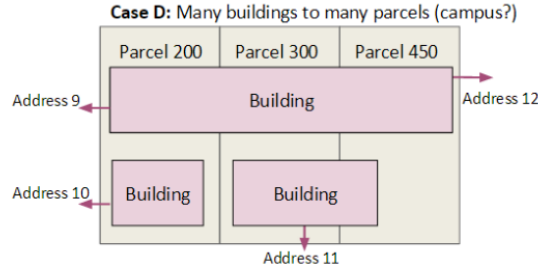 Case D: Many buildings to many parcels (campus?)
Parcel 200
Parcel 300
Parcel 450
Address 9
Building
Address 12
Address 10
Building
Building
Address 11